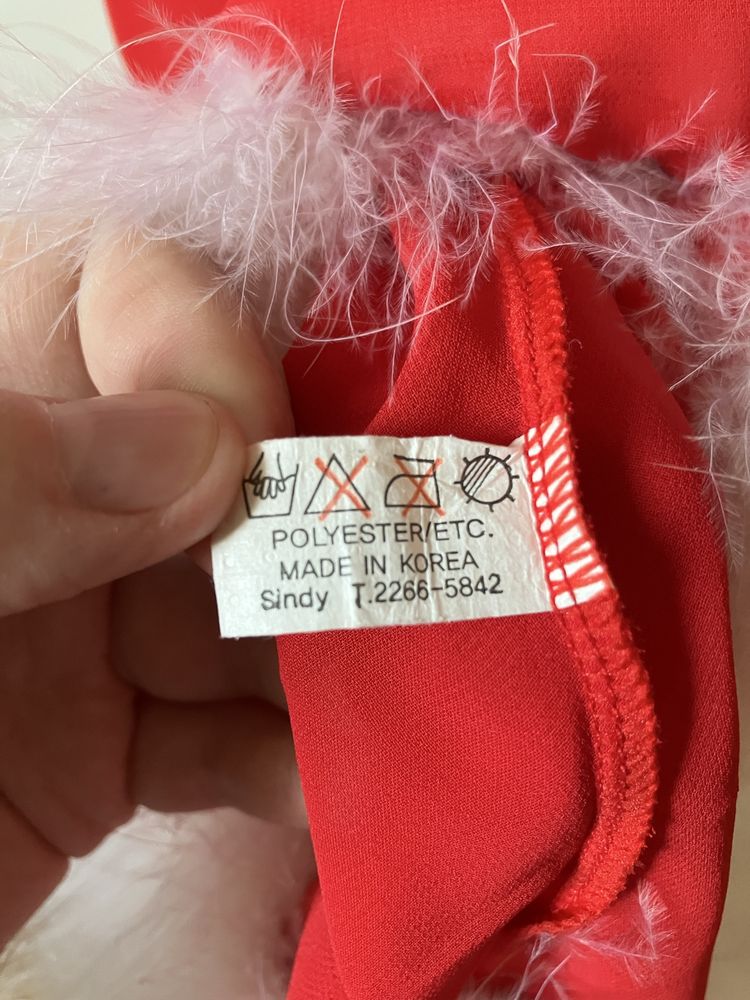 POLYESTER/ETC.
MADE IN KOREA
Sindy T.2266-5842